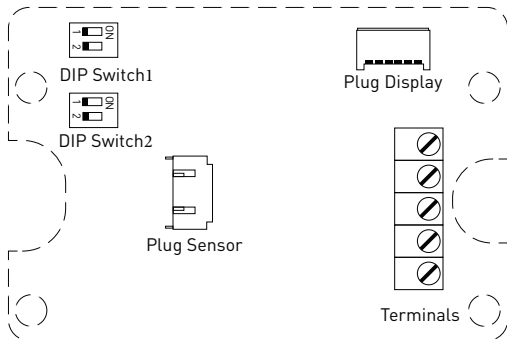 1 ON
2
DIP Switch1
Plug Display
1 ON
2
DIP Switch2
Plug Sensor
Terminals